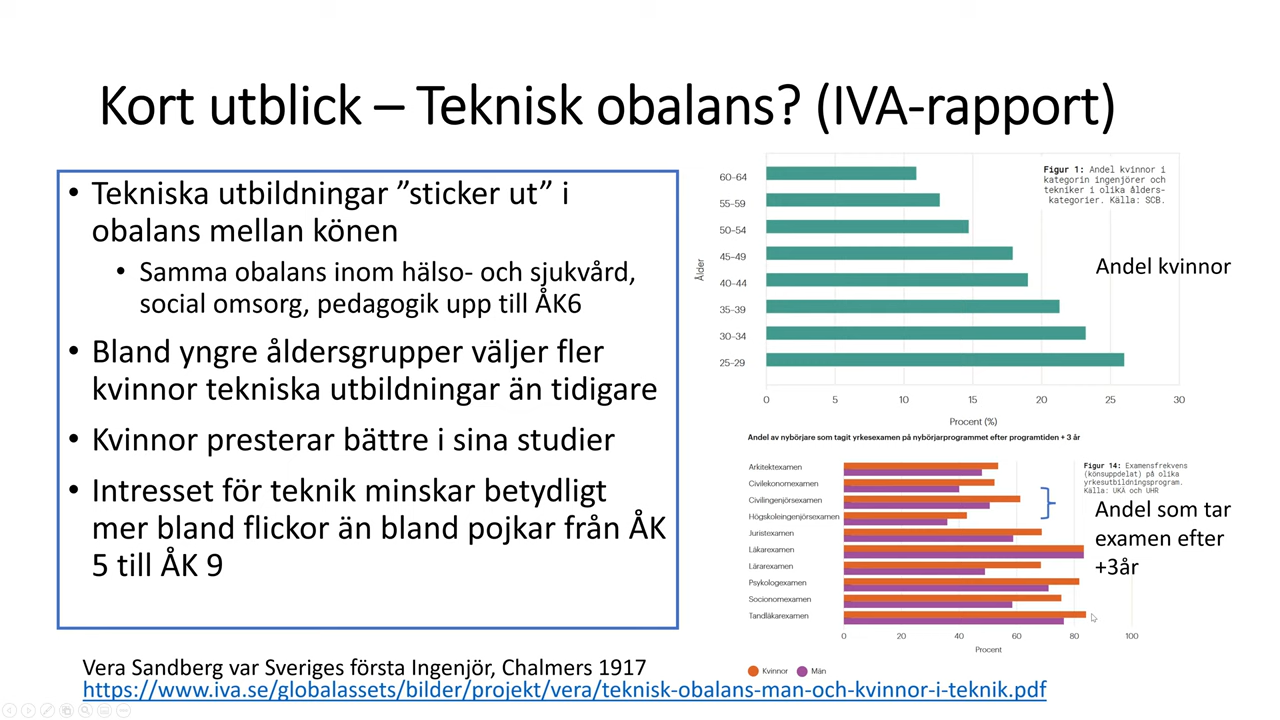 Kort utblick – Teknisk obalans? (IVA-rapport)
• Tekniska utbildningar ”sticker ut” i
obalans mellan könen
• Samma obalans inom hälso- och sjukvård,
social omsorg, pedagogik upp till ÅK6
• Bland yngre åldersgrupper väljer fler
kvinnor tekniska utbildningar än tidigare
• Kvinnor presterar bättre i sina studier
• Intresset för teknik minskar betydligt
mer bland flickor än bland pojkar från ÅK
5 till ÅK 9
Figur 1: Andel kvinnor i
kategorin ingenjörer och
tekniker i olika ålders-
kategorier. Källa: SCB.
Ålder
60–64
55–59
50–54
45–49
40–44
35–39
30–34
25–29
0 5 10 15 20 25 30
Procent (%)
Andel kvinnor
Andel av nybörjare som tagit yrkesexamen på nybörjarprogrammet efter programtiden + 3 år
Figur 14: Examensfrekvens
(könsuppdelat) på olika
yrkesutbildningsprogram.
Källa: UKA och UHR
Arkitektexamen
Civilekonomexamen
Civilingenjörsexamen
Högskoleingenjörsexamen
Juristexamen
Läkarexamen
Lärarexamen
Psykologexamen
Socionomexamen
Tandläkarexamen
0 20 40 60 80 100
Procent
Kvinnor Män
Andel som tar
examen efter
+3år
Vera Sandberg var Sveriges första Ingenjör, Chalmers 1917
https://www.iva.se/globalassets/bilder/projekt/vera/teknisk-obalans-man-och-kvinnor-i-teknik.pdf